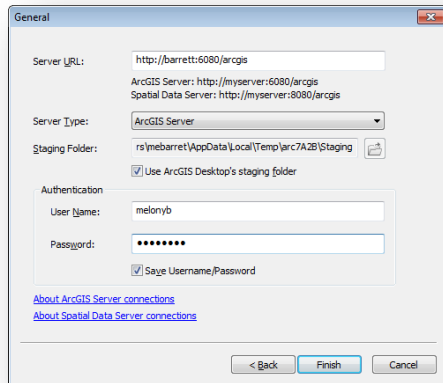 General
Server URL: http://barrett:6080/arcgis
ArcGIS Server: http://myserver:6080/arcgis
Spatial Data Server: http://myserver:8080/arcgis
Server Type: ArcGIS Server
Staging Folder: rs\mebarret\AppData\Local\Temp\arc7A2B\Staging
Use ArcGIS Desktop's staging folder
Authentication
User Name: melonyb
Password: ••••••••
Save Username/Password
About ArcGIS Server connections
About Spatial Data Server connections
< Back Finish Cancel